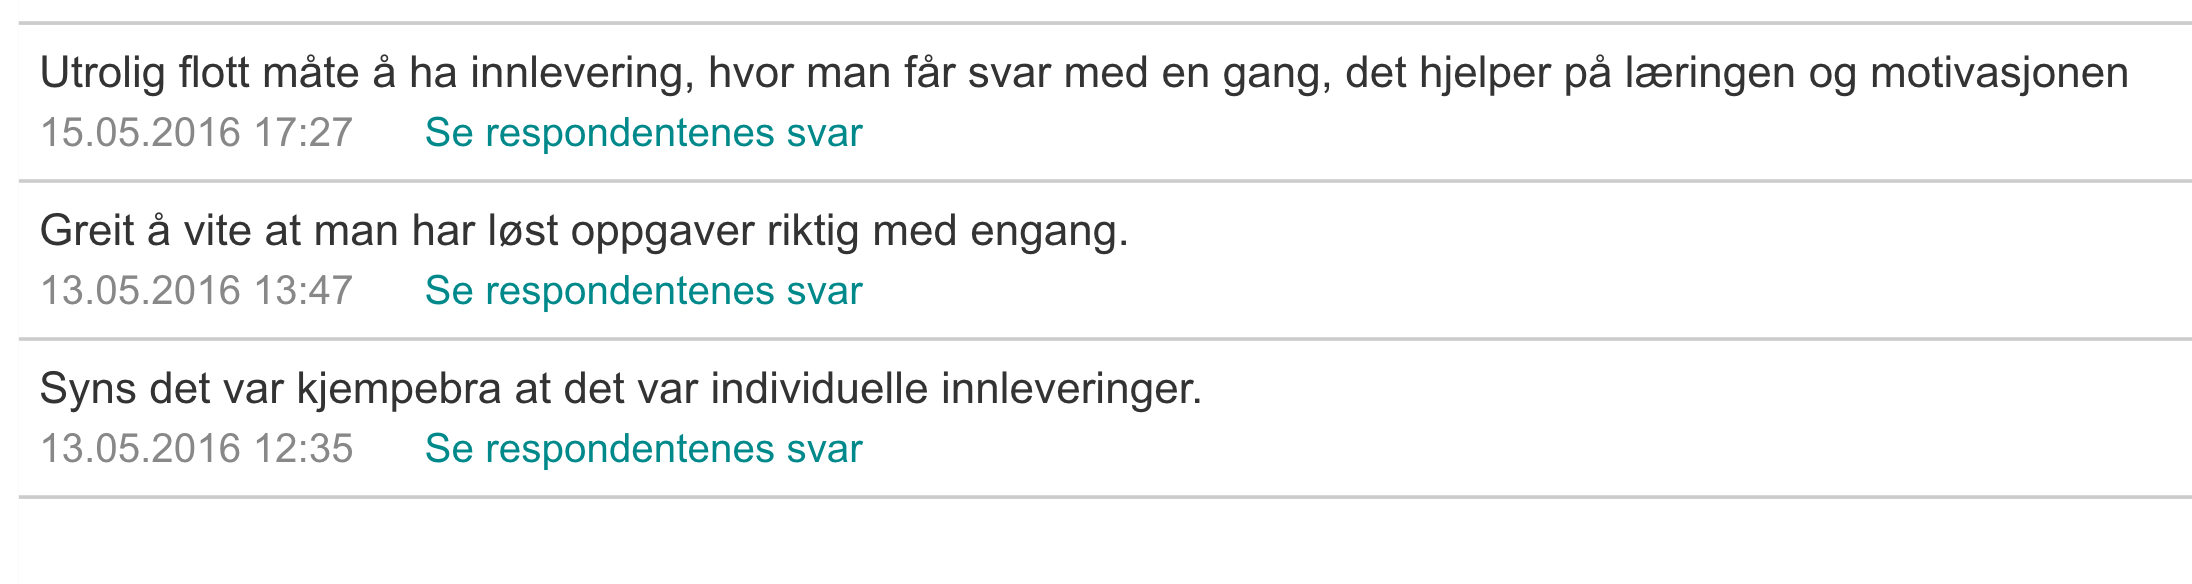 Utrolig flott måte å ha innlevering, hvor man får svar med en gang, det hjelper på læringen og motivasjonen
15.05.2016 17:27 Se respondentenes svar
Greit å vite at man har løst oppgaver riktig med engang.
13.05.2016 13:47 Se respondentenes svar
Syns det var kjempebra at det var individuelle innleveringer.
13.05.2016 12:35 Se respondentenes svar